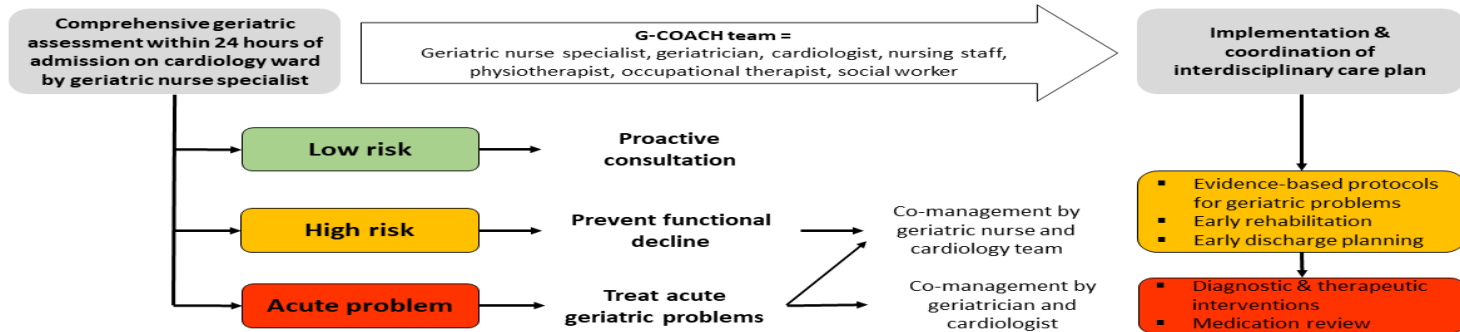 Comprehensive geriatric
assessment within 24 hours of
admission on cardiology ward
by geriatric nurse specialist
G-COACH team =
Geriatric nurse specialist, geriatrician, cardiologist, nursing staff,
physiotherapist, occupational therapist, social worker
Implementation &
coordination of
interdisciplinary care plan
Low risk
Proactive
consultation
High risk
Prevent functional
decline
Co-management by
geriatric nurse and
cardiology team
Acute problem
Treat acute
geriatric problems
Co-management by
geriatrician and
cardiologist
▪ Evidence-based protocols
for geriatric problems
▪ Early rehabilitation
▪ Early discharge planning
▪ Diagnostic & therapeutic
interventions
▪ Medication review